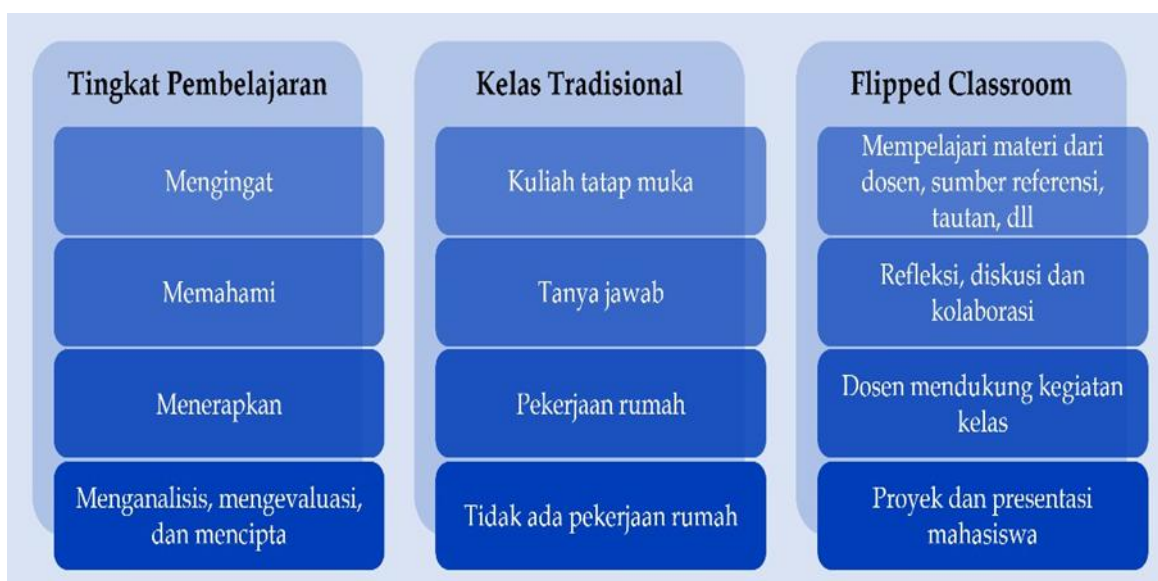 Tingkat Pembelajaran
Mengingat
Memahami
Menerapkan
Menganalisis, mengevaluasi,
dan mencipta
Kelas Tradisional
Kuliah tatap muka
Tanya jawab
Pekerjaan rumah
Tidak ada pekerjaan rumah
Flipped Classroom
Mempelajari materi dari
dosen, sumber referensi,
tautan, dll
Refleksi, diskusi dan
kolaborasi
Dosen mendukung kegiatan
kelas
Proyek dan presentasi
mahasiswa